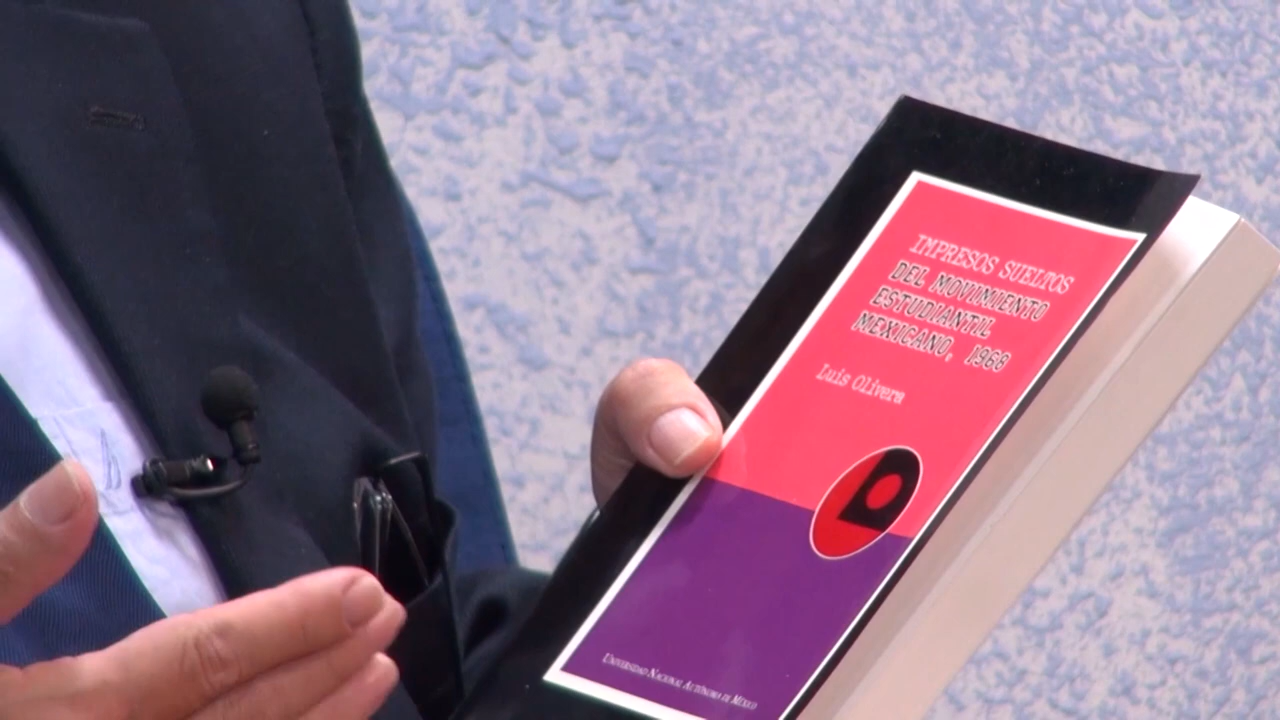 IMPRESOS SUELTOS
DEL MOVIMIENTO
ESTUDIANTIL
MEXICANO, 1968
Luis Olivera
UNIVERSIDAD NACIONAL AUTÓNOMA DE MÉXICO